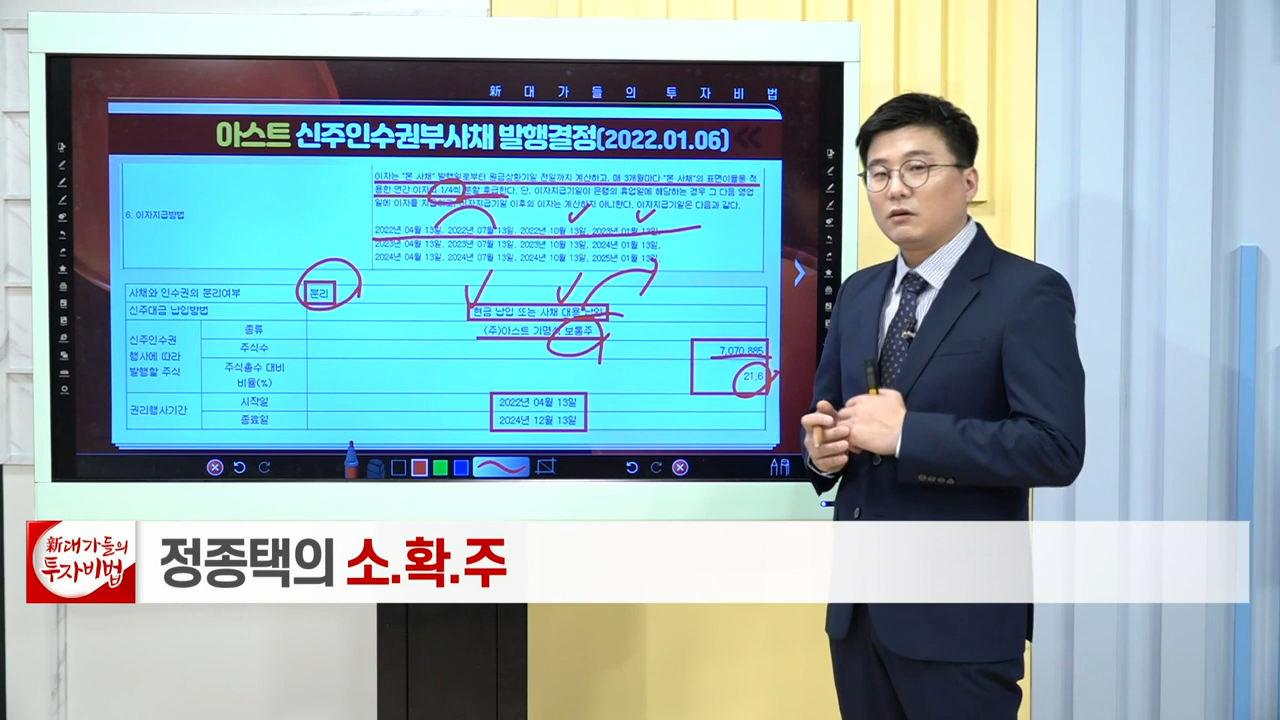 新 대 가 들 의 투 자 비 법
아스트 신주인수권부사채 발행결정(2022.01.06)
6. 이자지급방법
이자는 "본 사채" 발행일로부터 원금상환기일 전일까지 계산하고, 매 3개월마다 "본 사채"의 표면이율을 적
용한 연간 이자의 1/4씩 분할 후급한다. 단, 이자지급기일이 은행의 휴업일에 해당하는 경우 그 다음 영업
일에 이자를 지급하고, 이자지급기일 이후의 이자는 계산하지 아니한다. 이자지급기일은 다음과 같다.
2022년 04월 13일, 2022년 07월 13일, 2022년 10월 13일, 2023년 01월 13일,
2023년 04월 13일, 2023년 07월 13일, 2023년 10월 13일, 2024년 01월 13일,
2024년 04월 13일, 2024년 07월 13일, 2024년 10월 13일, 2025년 01월 13일.
사채와 인수권의 분리여부 분리
신주대금 납입방법 현금 납입 또는 사채 대용 납입
신주인수권
행사에 따라
발행할 주식
종류 (주)아스트 기명식 보통주
주식수 7,070,885
주식총수 대비
비율(%) 21.6
권리행사기간
시작일 2022년 04월 13일
종료일 2024년 12월 13일
新대가들의
투자비법
정종택의 소.확.주